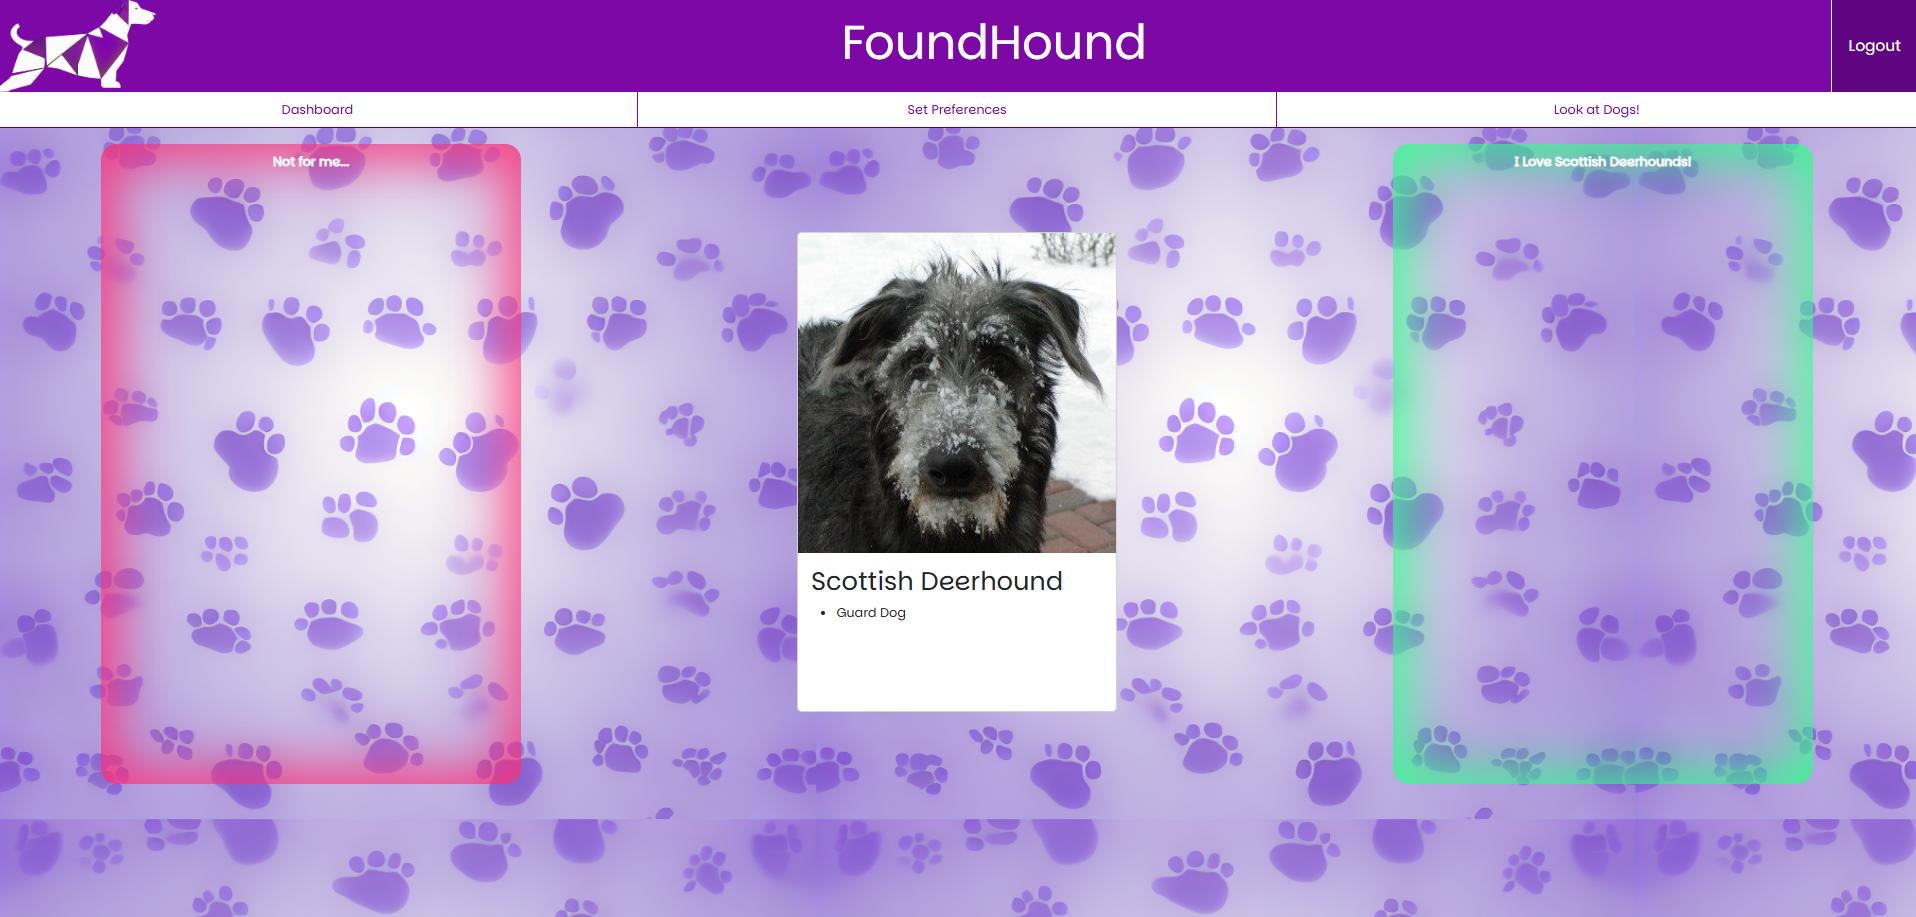 FoundHound
Logout
Dashboard
Set Preferences
Look at Dogs!
Not for me...
I Love Scottish Deerhounds!
Scottish Deerhound
Guard Dog